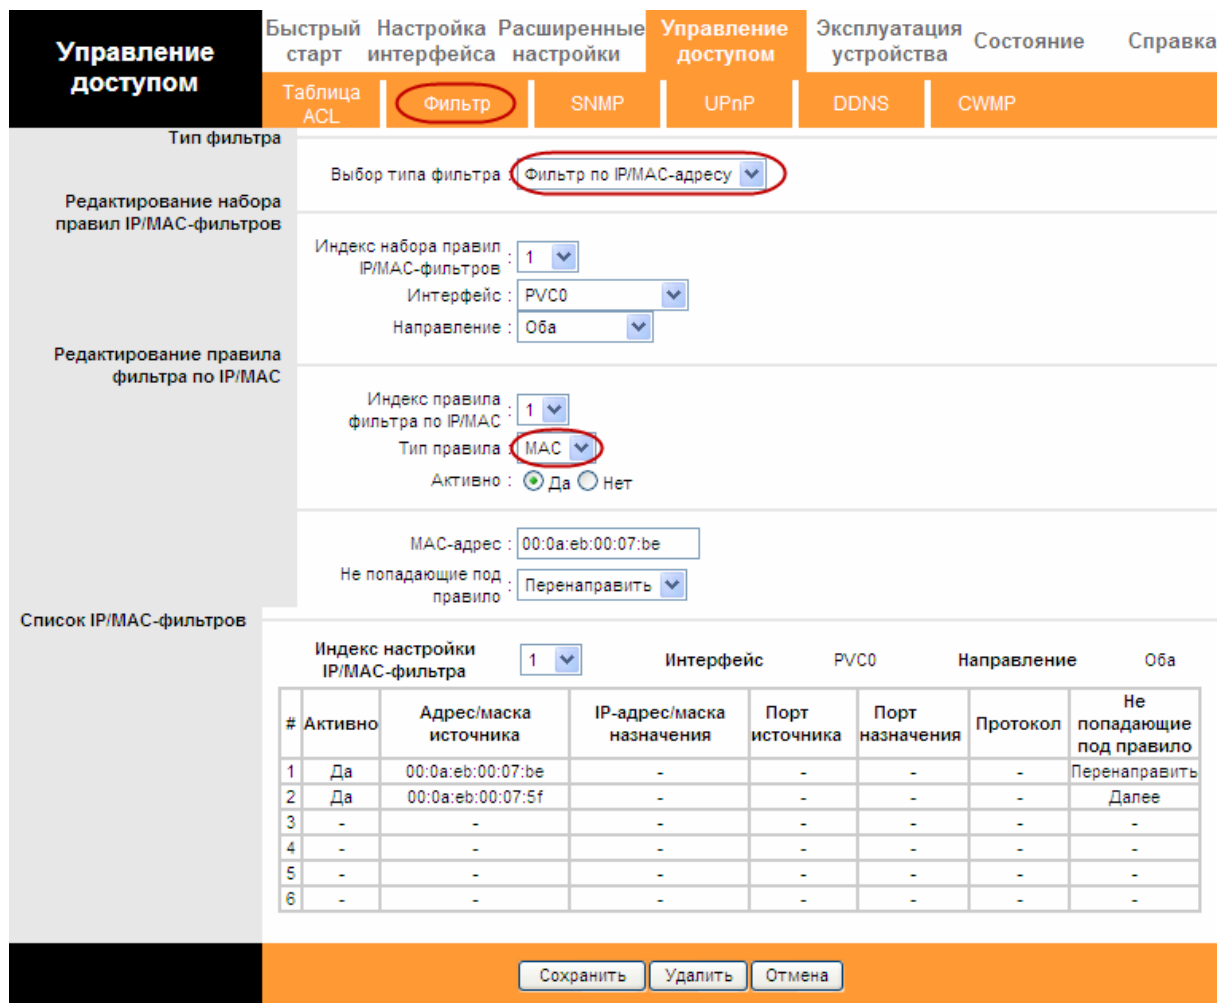 Управление
доступом
Быстрый старт
Настройка интерфейса
Расширенные настройки
Управление доступом
Эксплуатация устройства
Состояние
Справка
Таблица ACL
Фильтр
SNMP
UPnP
DDNS
CWMP
Тип фильтра
Выбор типа фильтра : Фильтр по IP/MAC-адресу
Редактирование набора
правил IP/MAC-фильтров
Индекс набора правил
IP/MAC-фильтров : 1
Интерфейс : PVC0
Направление : Оба
Редактирование правила
фильтра по IP/MAC
Индекс правила
фильтра по IP/MAC : 1
Тип правила : MAC
Активно : Да Нет
MAC-адрес : 00:0a:eb:00:07:be
Не попадающие под
правило : Перенаправить
Список IP/MAC-фильтров
Индекс настройки
IP/MAC-фильтра 1 Интерфейс PVC0 Направление Оба
# Активно Адрес/маска источника IP-адрес/маска назначения Порт источника Порт назначения Протокол Не попадающие под правило
1 Да 00:0a:eb:00:07:be - - - - Перенаправить
2 Да 00:0a:eb:00:07:5f - - - - Далее
3 - - - - - - -
4 - - - - - - -
5 - - - - - - -
6 - - - - - - -
Сохранить Удалить Отмена